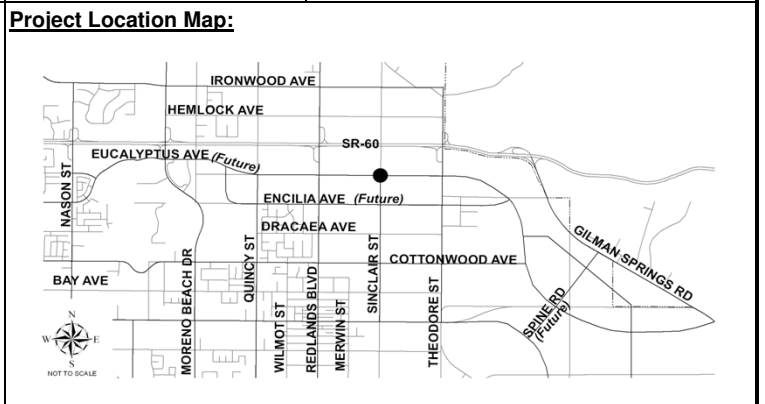 Project Location Map:
IRONWOOD AVE
HEMLOCK AVE
SR-60
EUCALYPTUS AVE (Future)
NASON ST
ENCILIA AVE (Future)
DRACAEA AVE
GILMAN SPRINGS RD
COTTONWOOD AVE
BAY AVE
MORENO BEACH DR
QUINCY ST
WILMOT ST
REDLANDS BLVD
MERWIN ST
SINCLAIR ST
THEODORE ST
SPINE RD
(Future)
N
W E
S
NOT TO SCALE